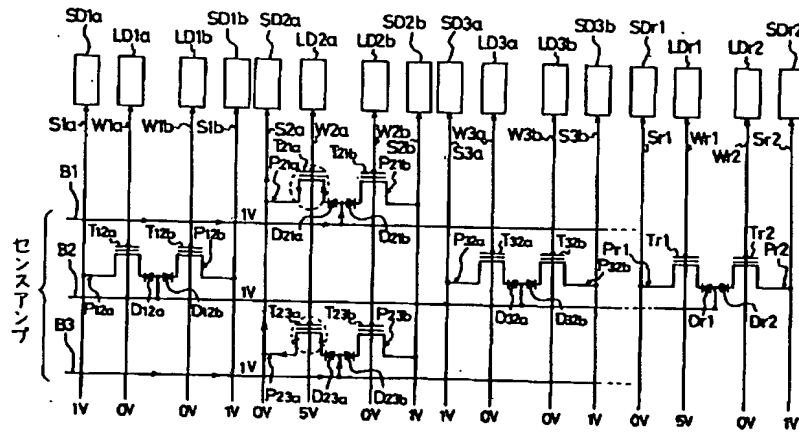 SD1a LD1a LD1b SD1b SD2a LD2a LD2b SD2b SD3a LD3a LD3b SD3b SDr1 LDr1 LDr2 SDr2
S1a W1a W1b S1b S2a W2a W2b S2b W3a S3a W3b S3b Sr1 Wr1 Wr2 Sr2
T21a T21b
P21a P21b
B1
1V
D21a D21b
T12a T12b P12b P32a T32a T32b P32b Pr1 Tr1 Tr2 Pr2
センスアンプ
B2
1V
P12a D12a D12b T23a T23b P23b D32a D32b Dr1 Dr2
B3
1V
P23a D23a D23b
1V 0V 0V 1V 0V 5V 0V 1V 1V 0V 0V 1V 0V 5V 0V 1V